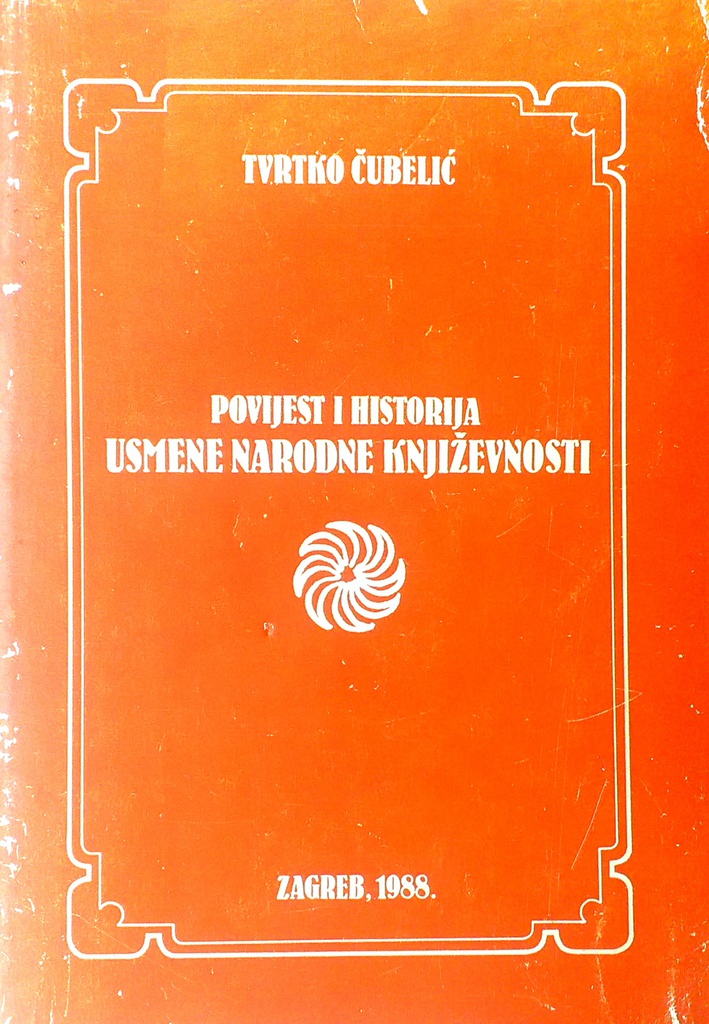 TVRTKO ČUBELIĆ
POVIJEST I HISTORIJA
USMENE NARODNE KNJIŽEVNOSTI
ZAGREB, 1988.